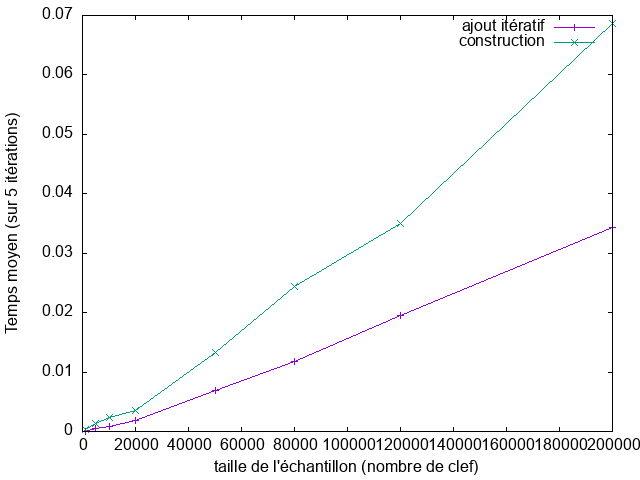 0.07
0.06
0.05
0.04
0.03
0.02
0.01
0
Temps moyen (sur 5 itérations)
ajout itératif
construction
0 20000 40000 60000 80000 100000 120000 140000 160000 180000 200000
taille de l'échantillon (nombre de clef)